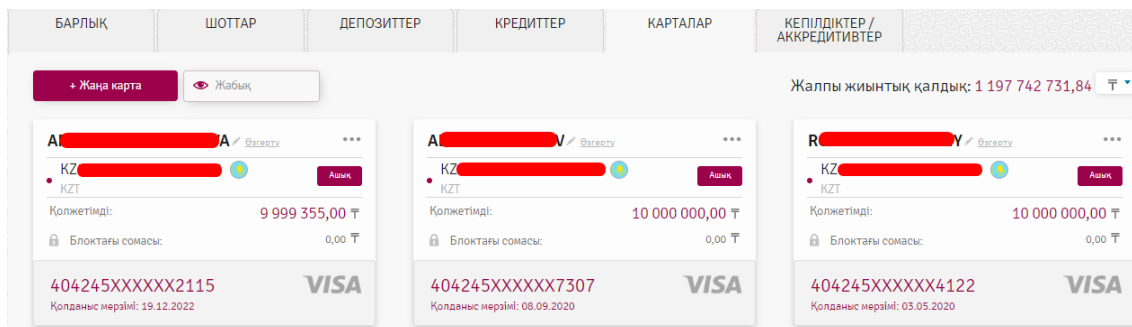 БАРЛЫҚ ШОТТАР ДЕПОЗИТТЕР КРЕДИТТЕР КАРТАЛАР КЕПІЛДІКТЕР /
АККРЕДИТИВТЕР
+ Жаңа карта Жабық Жалпы жиынтық қалдық: 1 197 742 731,84 ₸
A A Өзгерту ••• A V Өзгерту ••• R Y Өзгерту •••
KZ Ашық KZ Ашық KZ Ашық
KZT KZT KZT
Қолжетімді: 9 999 355,00 ₸ Қолжетімді: 10 000 000,00 ₸ Қолжетімді: 10 000 000,00 ₸
Блоктағы сомасы: 0,00 ₸ Блоктағы сомасы: 0,00 ₸ Блоктағы сомасы: 0,00 ₸
404245XXXXXX2115 VISA 404245XXXXXX7307 VISA 404245XXXXXX4122 VISA
Қолданыс мерзімі: 19.12.2022 Қолданыс мерзімі: 08.09.2020 Қолданыс мерзімі: 03.05.2020